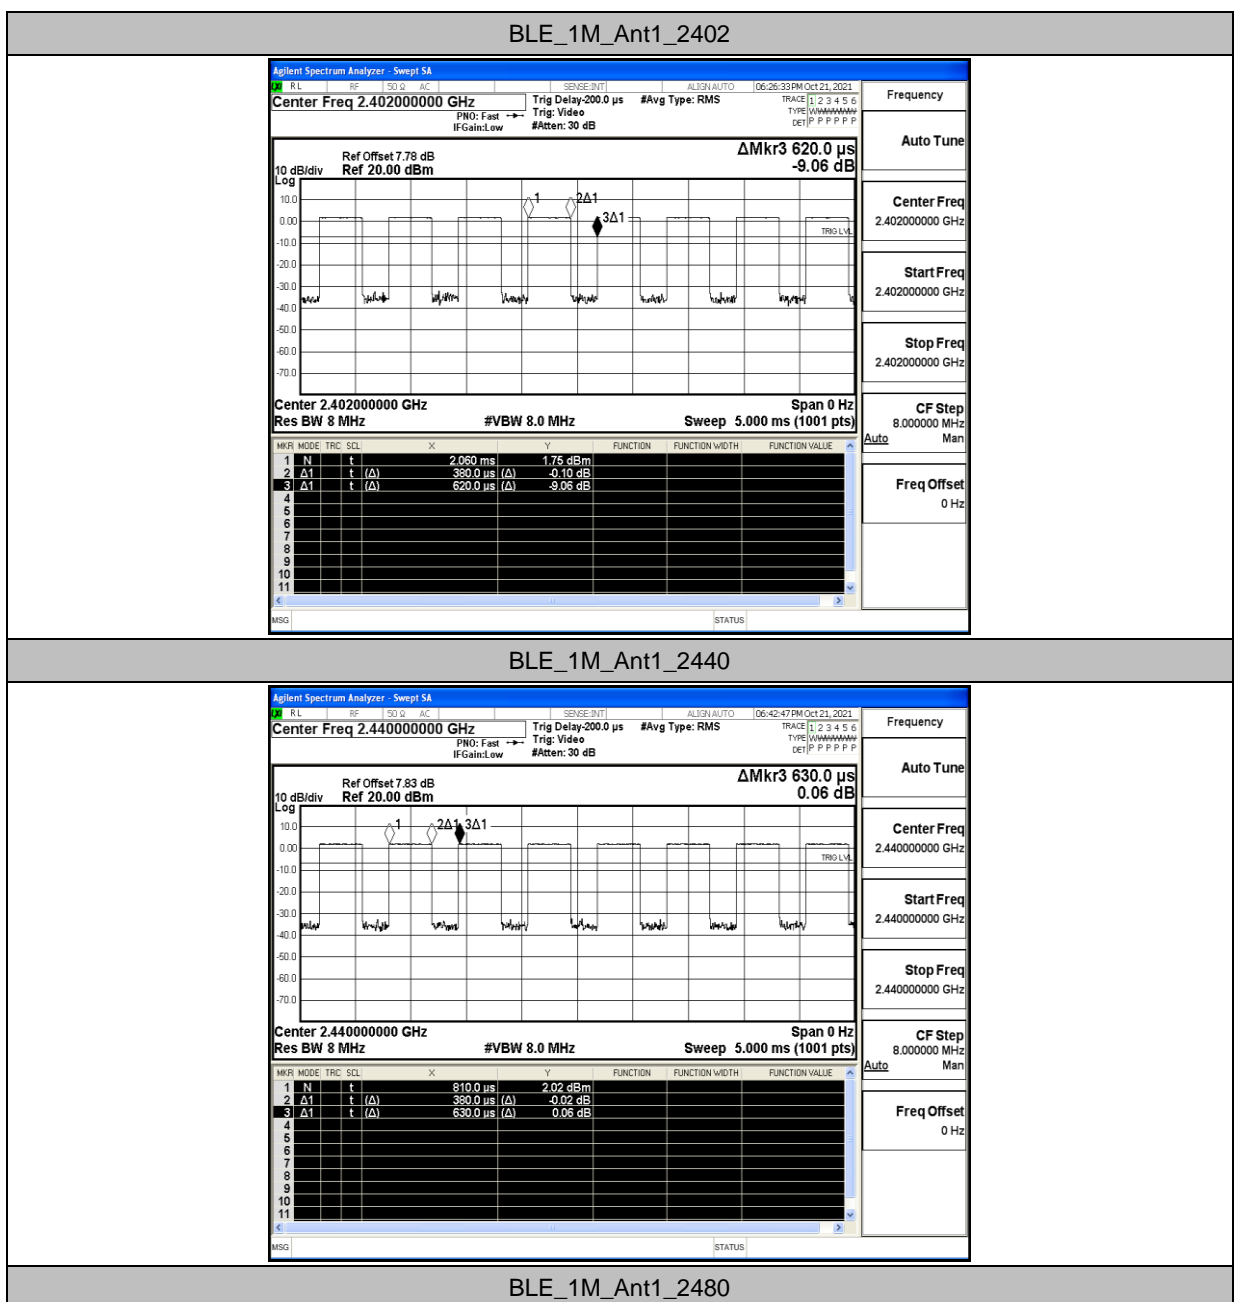 BLE_1M_Ant1_2402
Agilent Spectrum Analyzer - Swept SA
RL RF 50 Ω AC SENSE:INT ALIGN AUTO 06:26:33 PM Oct 21, 2021
Center Freq 2.402000000 GHz Trig Delay-200.0 µs #Avg Type: RMS TRACE 1 2 3 4 5 6
PNO: Fast Trig: Video TYPE
IFGain:Low #Atten: 30 dB DET P P P P P P
Frequency
Auto Tune
Ref Offset 7.78 dB ΔMkr3 620.0 µs
10 dB/div Ref 20.00 dBm -9.06 dB
Log
10.0
0.00
-10.0
-20.0
-30.0
-40.0
-50.0
-60.0
-70.0
1 2Δ1
3Δ1
TRIG LVL
Center Freq
2.402000000 GHz
Start Freq
2.402000000 GHz
Stop Freq
2.402000000 GHz
Center 2.402000000 GHz Span 0 Hz
Res BW 8 MHz #VBW 8.0 MHz Sweep 5.000 ms (1001 pts)
CF Step
8.000000 MHz
Auto Man
MKR MODE TRC SCL X Y FUNCTION FUNCTION WIDTH FUNCTION VALUE
1 N t 2.060 ms 1.75 dBm
2 Δ1 t (Δ) 380.0 µs (Δ) -0.10 dB
3 Δ1 t (Δ) 620.0 µs (Δ) -9.06 dB
4
5
6
7
8
9
10
11
Freq Offset
0 Hz
MSG STATUS
BLE_1M_Ant1_2440
Agilent Spectrum Analyzer - Swept SA
RL RF 50 Ω AC SENSE:INT ALIGN AUTO 06:42:47 PM Oct 21, 2021
Center Freq 2.440000000 GHz Trig Delay-200.0 µs #Avg Type: RMS TRACE 1 2 3 4 5 6
PNO: Fast Trig: Video TYPE
IFGain:Low #Atten: 30 dB DET P P P P P P
Frequency
Auto Tune
Ref Offset 7.83 dB ΔMkr3 630.0 µs
10 dB/div Ref 20.00 dBm 0.06 dB
Log
10.0
0.00
-10.0
-20.0
-30.0
-40.0
-50.0
-60.0
-70.0
1 2Δ1 3Δ1
TRIG LVL
Center Freq
2.440000000 GHz
Start Freq
2.440000000 GHz
Stop Freq
2.440000000 GHz
Center 2.440000000 GHz Span 0 Hz
Res BW 8 MHz #VBW 8.0 MHz Sweep 5.000 ms (1001 pts)
CF Step
8.000000 MHz
Auto Man
MKR MODE TRC SCL X Y FUNCTION FUNCTION WIDTH FUNCTION VALUE
1 N t 810.0 µs 2.02 dBm
2 Δ1 t (Δ) 380.0 µs (Δ) -0.02 dB
3 Δ1 t (Δ) 630.0 µs (Δ) 0.06 dB
4
5
6
7
8
9
10
11
Freq Offset
0 Hz
MSG STATUS
BLE_1M_Ant1_2480